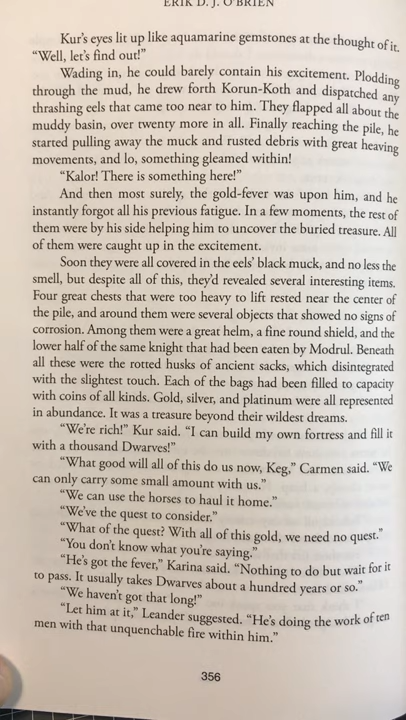 ERIK D. J. O'BRIEN
Kur's eyes lit up like aquamarine gemstones at the thought of it.
“Well, let's find out!”
Wading in, he could barely contain his excitement. Plodding
through the mud, he drew forth Korun-Koth and dispatched any
thrashing eels that came too near to him. They flapped all about the
muddy basin, over twenty more in all. Finally reaching the pile, he
started pulling away the muck and rusted debris with great heaving
movements, and lo, something gleamed within!
“Kalor! There is something here!”
And then most surely, the gold-fever was upon him, and he
instantly forgot all his previous fatigue. In a few moments, the rest of
them were by his side helping him to uncover the buried treasure. All
of them were caught up in the excitement.
Soon they were all covered in the eels' black muck, and no less the
smell, but despite all of this, they'd revealed several interesting items.
Four great chests that were too heavy to lift rested near the center of
the pile, and around them were several objects that showed no signs of
corrosion. Among them were a great helm, a fine round shield, and the
lower half of the same knight that had been eaten by Modrul. Beneath
all these were the rotted husks of ancient sacks, which disintegrated
with the slightest touch. Each of the bags had been filled to capacity
with coins of all kinds. Gold, silver, and platinum were all represented
in abundance. It was a treasure beyond their wildest dreams.
“We're rich!” Kur said. “I can build my own fortress and fill it
with a thousand Dwarves!”
“What good will all of this do us now, Keg,” Carmen said. “We
can only carry some small amount with us.”
“We can use the horses to haul it home.”
“We've the quest to consider.”
“What of the quest? With all of this gold, we need no quest.”
“You don't know what you're saying.”
“He's got the fever,” Karina said. “Nothing to do but wait for it
to pass. It usually takes Dwarves about a hundred years or so.”
“We haven't got that long!”
“Let him at it,” Leander suggested. “He's doing the work of ten
men with that unquenchable fire within him.”
356